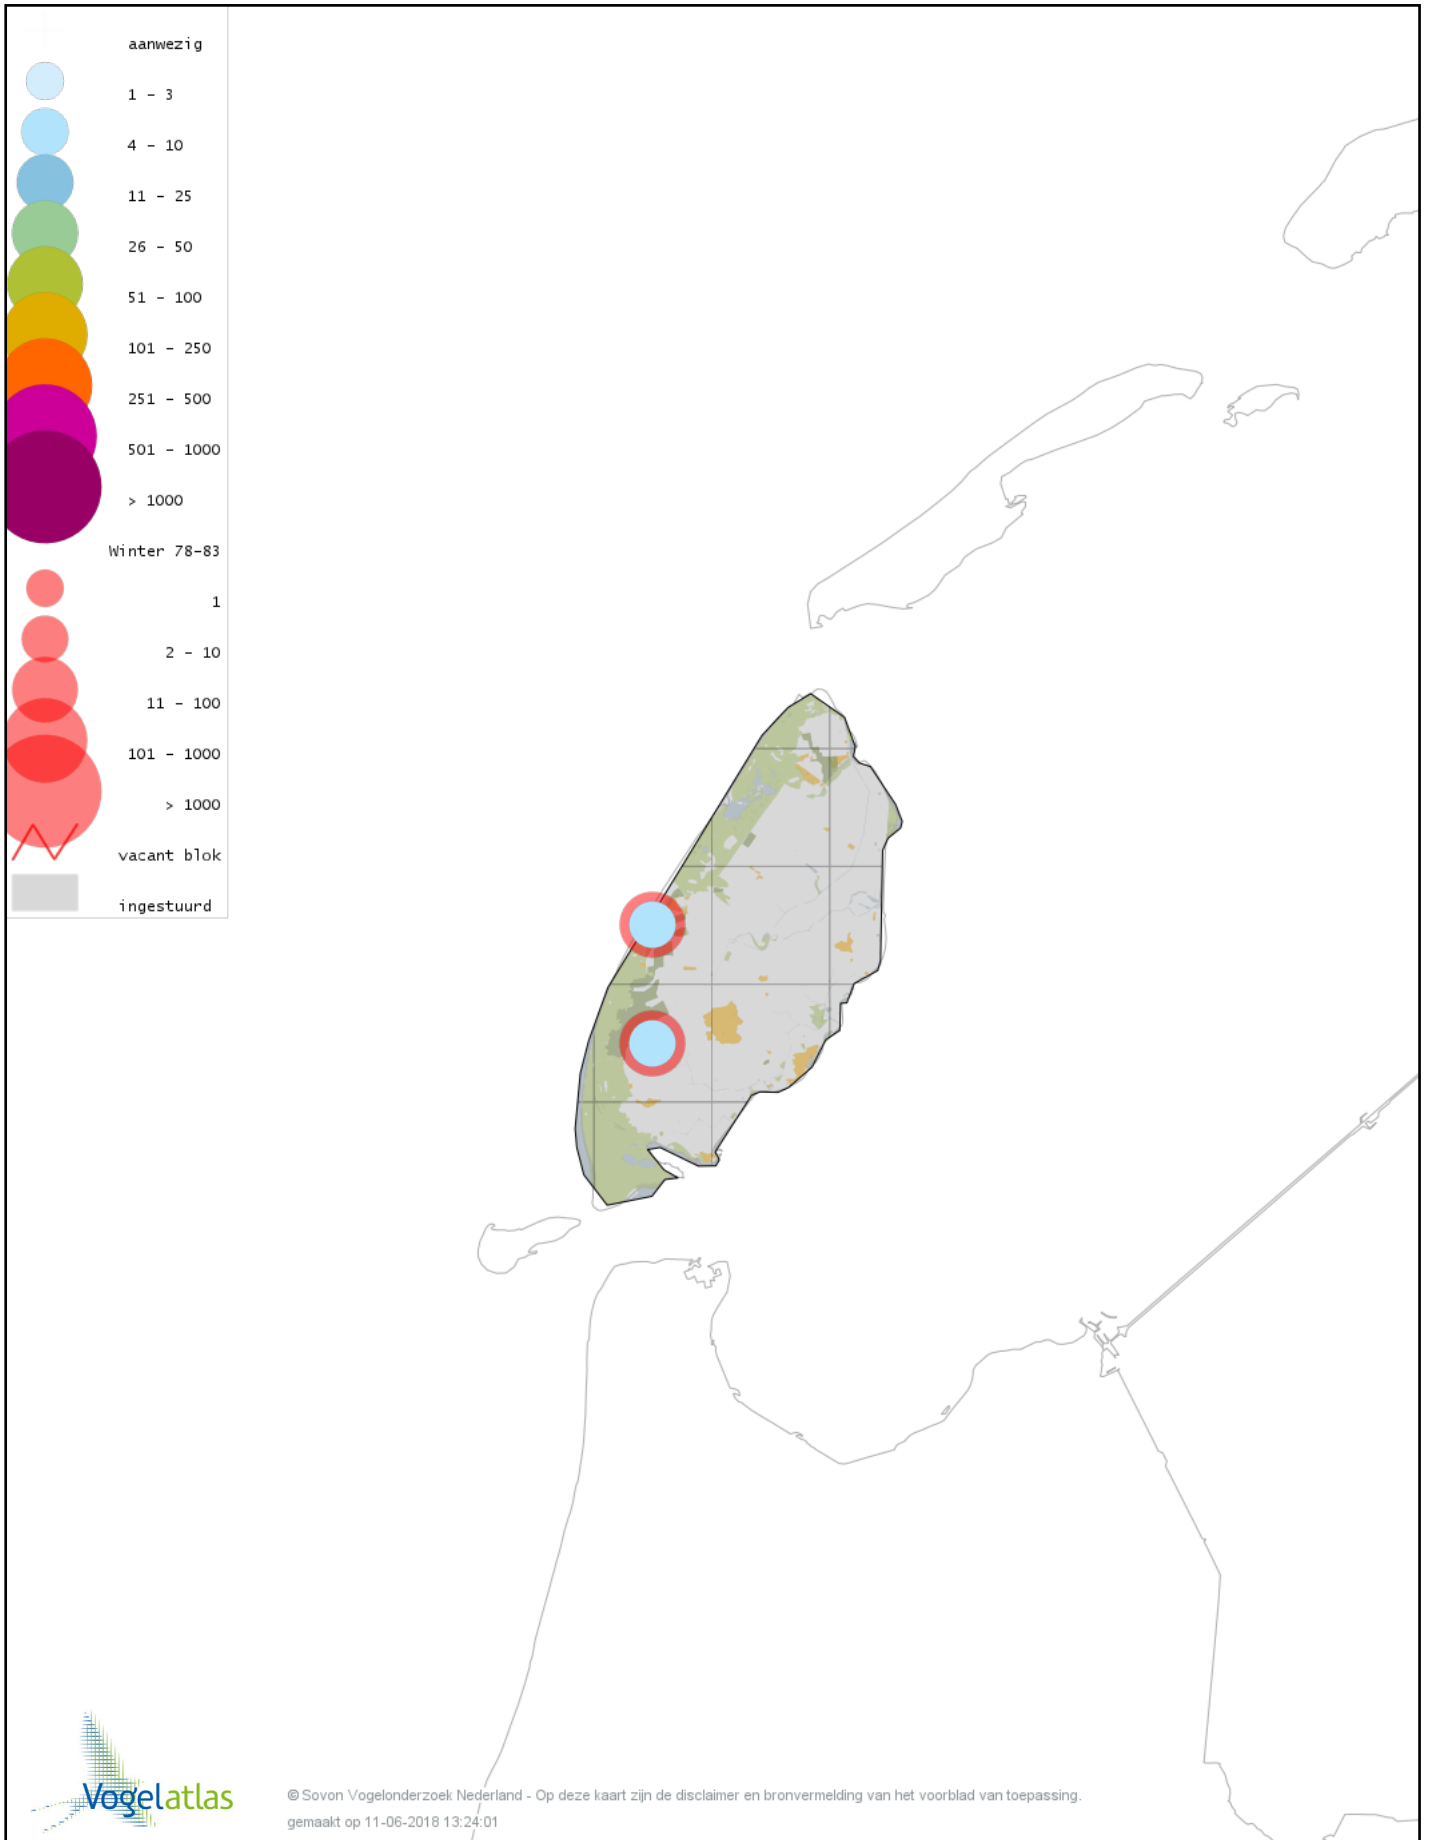 aanwezig
1 - 3
4 - 10
11 - 25
26 - 50
51 - 100
101 - 250
251 - 500
501 - 1000
> 1000
Winter 78-83
1
2 - 10
11 - 100
101 - 1000
> 1000
vacant blok
ingestuurd
Vogelatlas
© Sovon Vogelonderzoek Nederland - Op deze kaart zijn de disclaimer en bronvermelding van het voorblad van toepassing.
gemaakt op 11-06-2018 13:24:01